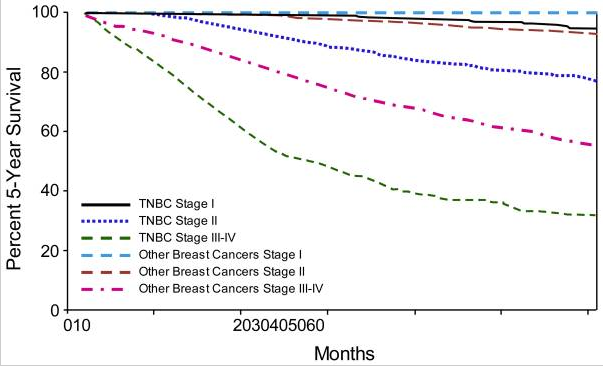 100
80
60
40
20
0
Percent 5-Year Survival
TNBC Stage I
TNBC Stage II
TNBC Stage III-IV
Other Breast Cancers Stage I
Other Breast Cancers Stage II
Other Breast Cancers Stage III-IV
010 2030405060
Months